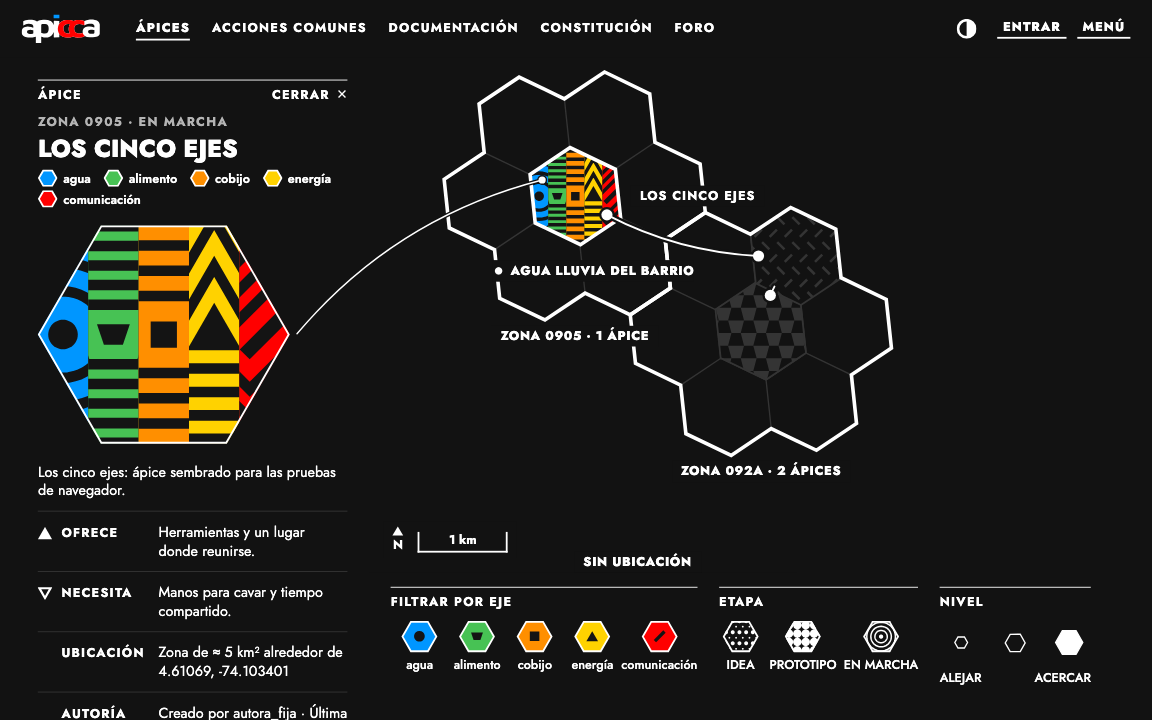 apicca
ÁPICES
ACCIONES COMUNES
DOCUMENTACIÓN
CONSTITUCIÓN
FORO
ENTRAR
MENÚ
ÁPICE
CERRAR ×
ZONA 0905 · EN MARCHA
LOS CINCO EJES
agua alimento cobijo energía
comunicación
Los cinco ejes: ápice sembrado para las pruebas
de navegador.
OFRECE
Herramientas y un lugar
donde reunirse.
NECESITA
Manos para cavar y tiempo
compartido.
UBICACIÓN
Zona de ≈ 5 km² alrededor de
4.61069, -74.103401
AUTORÍA
Creado por autora_fija · Última
LOS CINCO EJES
AGUA LLUVIA DEL BARRIO
ZONA 0905 · 1 ÁPICE
ZONA 092A · 2 ÁPICES
N
1 km
SIN UBICACIÓN
FILTRAR POR EJE
agua alimento cobijo energía comunicación
ETAPA
IDEA PROTOTIPO EN MARCHA
NIVEL
ALEJAR ACERCAR